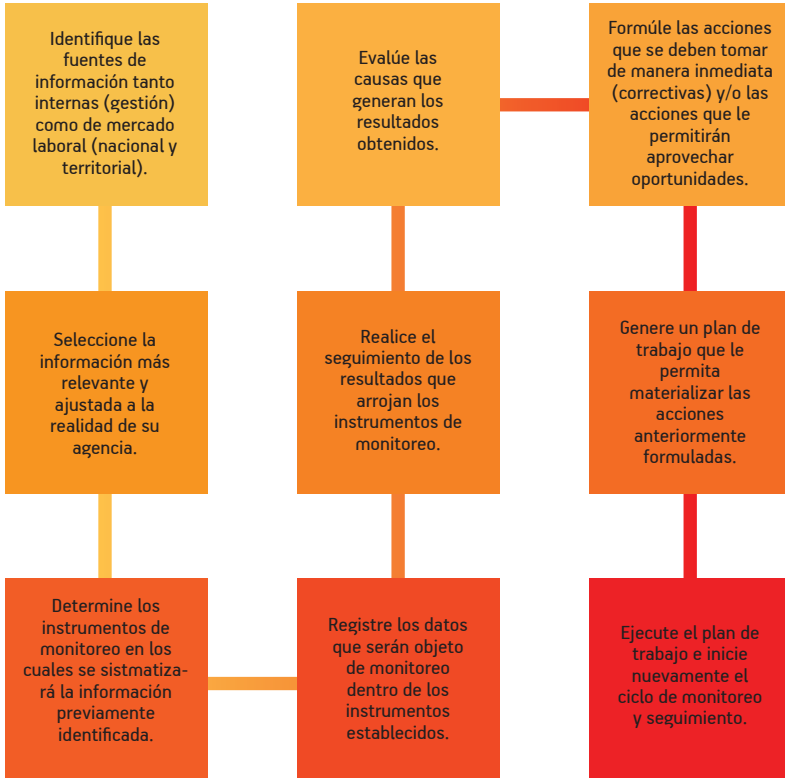 Identifique las
fuentes de
información tanto
internas (gestión)
como de mercado
laboral (nacional y
territorial).
Seleccione la
información más
relevante y
ajustada a la
realidad de su
agencia.
Determine los
instrumentos de
monitoreo en los
cuales se sistmatiza-
rá la información
previamente
identificada.
Registre los datos
que serán objeto
de monitoreo
dentro de los
instrumentos
establecidos.
Realice el
seguimiento de los
resultados que
arrojan los
instrumentos de
monitoreo.
Evalúe las
causas que
generan los
resultados
obtenidos.
Formúle las acciones
que se deben tomar
de manera inmediata
(correctivas) y/o las
acciones que le
permitirán
aprovechar
oportunidades.
Genere un plan de
trabajo que le
permita
materializar las
acciones
anteriormente
formuladas.
Ejecute el plan de
trabajo e inicie
nuevamente el
ciclo de monitoreo
y seguimiento.